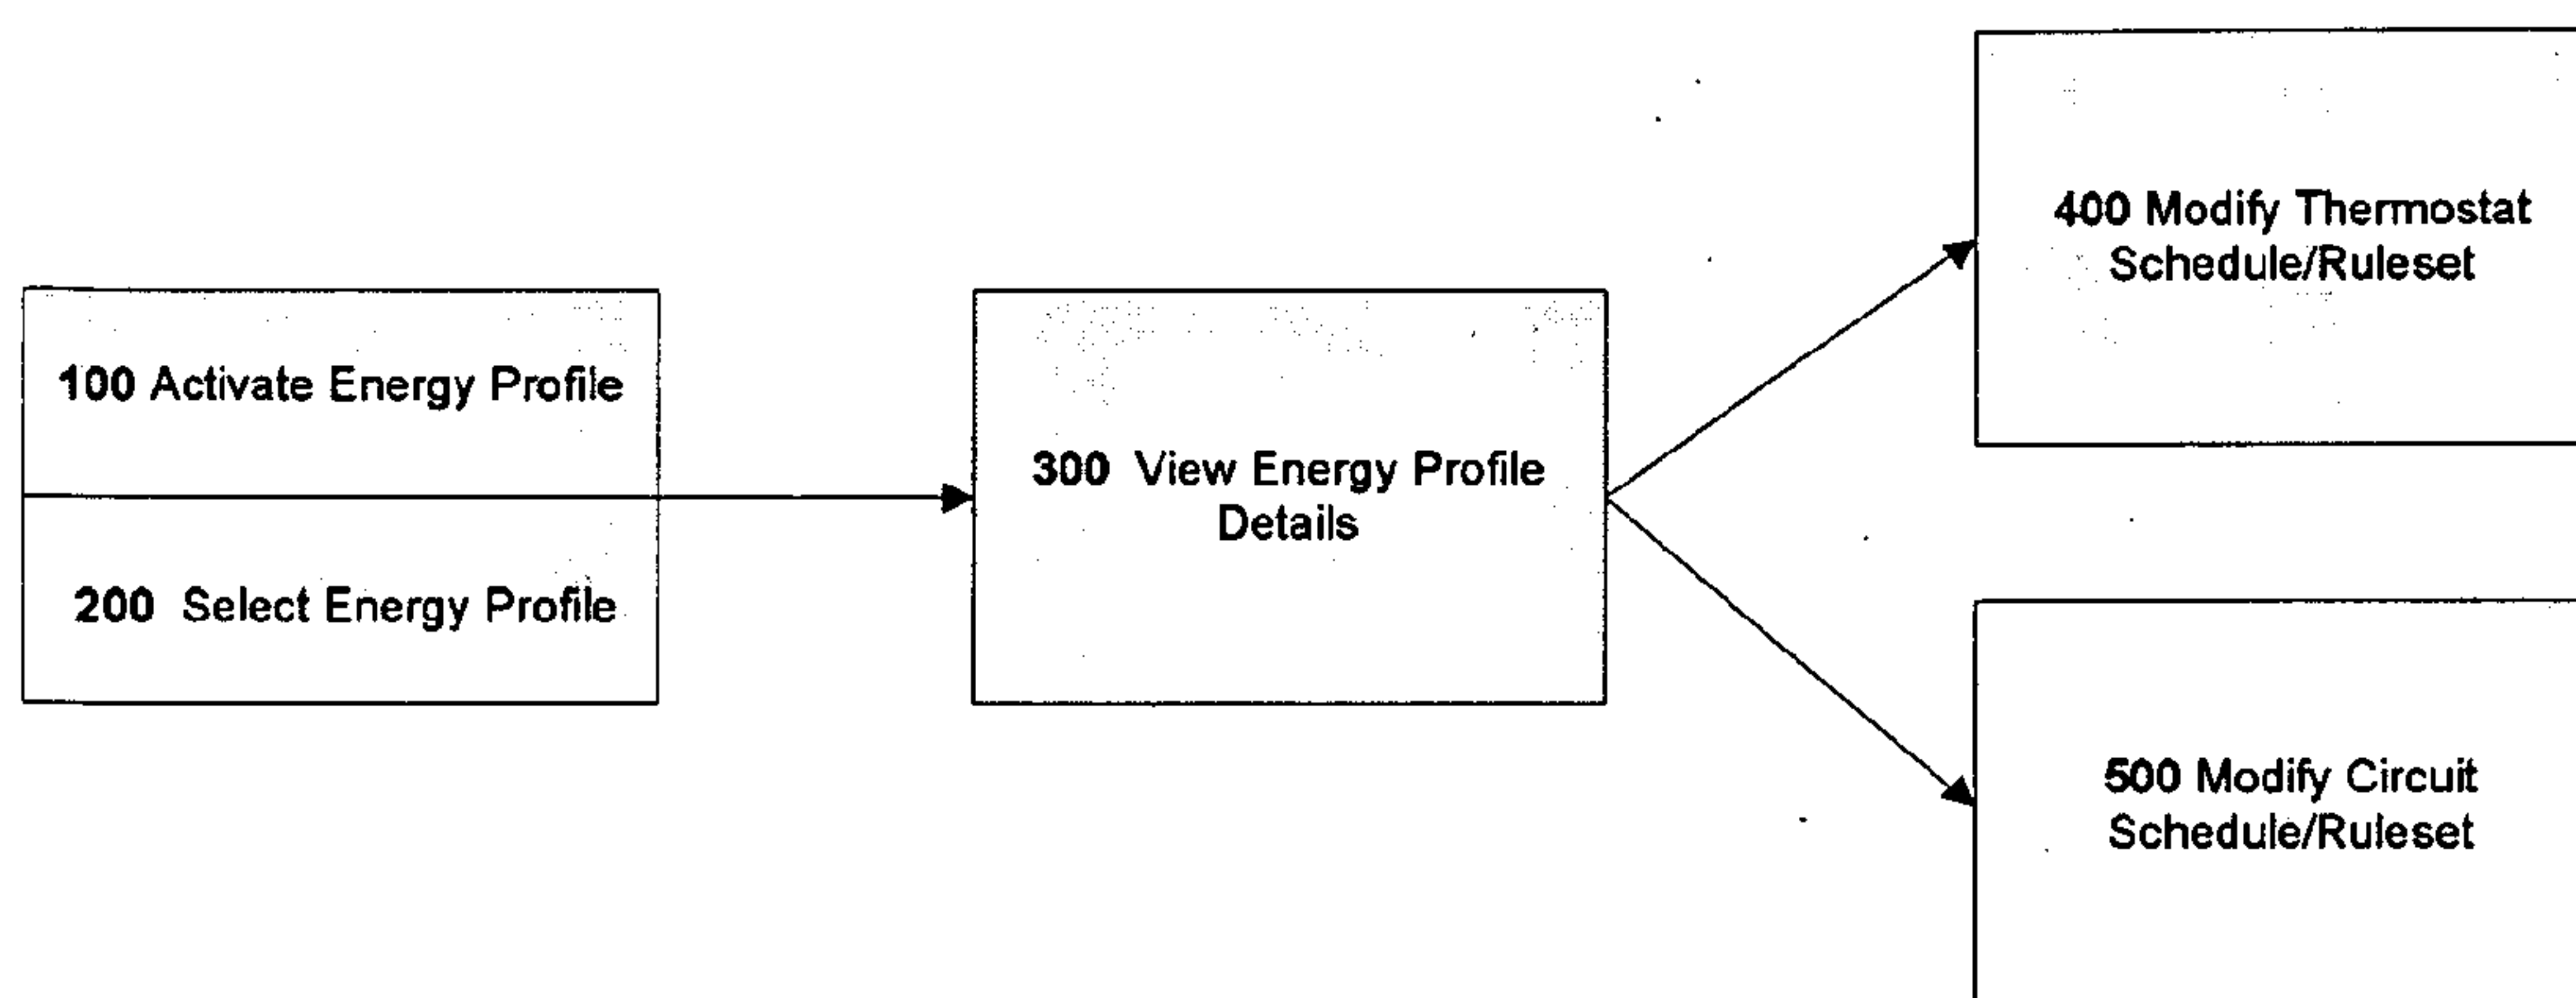 100 Activate Energy Profile
200 Select Energy Profile
300 View Energy Profile
Details
400 Modify Thermostat
Schedule/Ruleset
500 Modify Circuit
Schedule/Ruleset